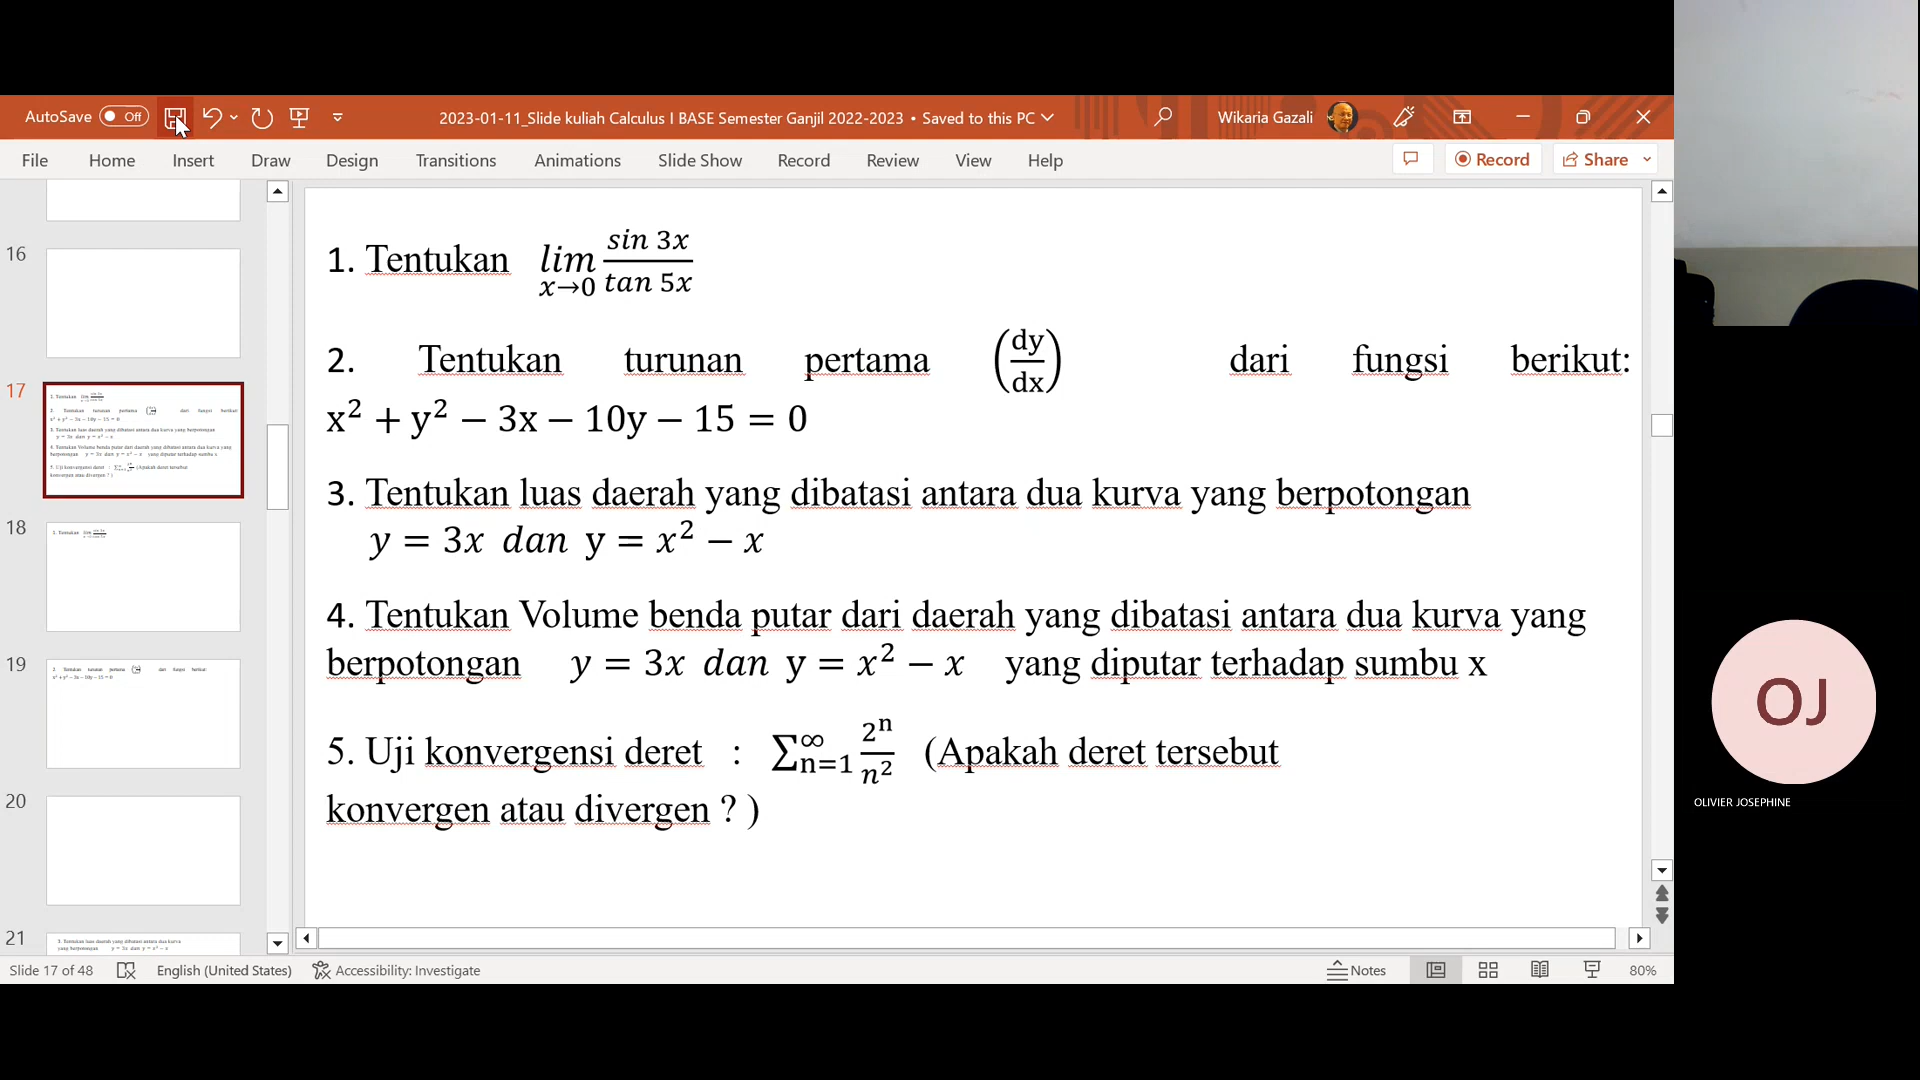 AutoSave Off
2023-01-11_Slide kuliah Calculus I BASE Semester Ganjil 2022-2023 • Saved to this PC
Wikaria Gazali
File Home Insert Draw Design Transitions Animations Slide Show Record Review View Help
Record Share
16
17
18
19
20
21
1. Tentukan lim x→0 sin 3x / tan 5x
2. Tentukan turunan pertama (dy/dx) dari fungsi berikut:
x² + y² − 3x − 10y − 15 = 0
3. Tentukan luas daerah yang dibatasi antara dua kurva yang berpotongan
y = 3x dan y = x² − x
4. Tentukan Volume benda putar dari daerah yang dibatasi antara dua kurva yang
berpotongan y = 3x dan y = x² − x yang diputar terhadap sumbu x
5. Uji konvergensi deret : ∑ₙ₌₁^∞ 2ⁿ/n² (Apakah deret tersebut
konvergen atau divergen ? )
OJ
OLIVIER JOSEPHINE
Slide 17 of 48 English (United States) Accessibility: Investigate Notes 80%